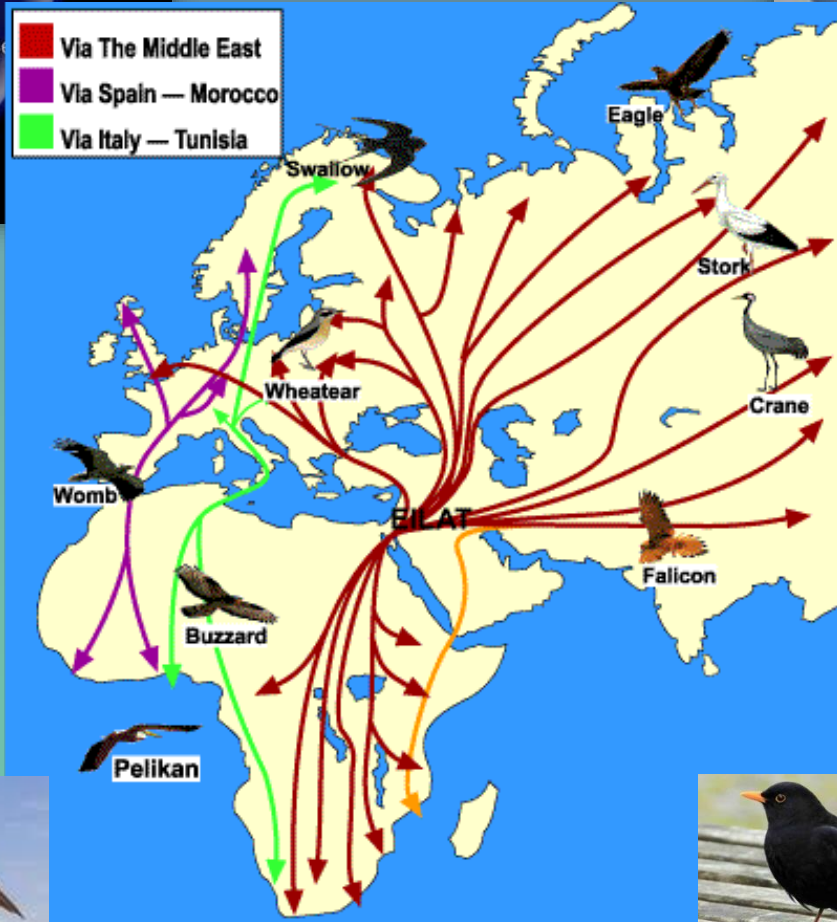 Via The Middle East
Via Spain — Morocco
Via Italy — Tunisia
Eagle
Swallow
Stork
Wheatear
Crane
Womb
EILAT
Falicon
Buzzard
Pelikan